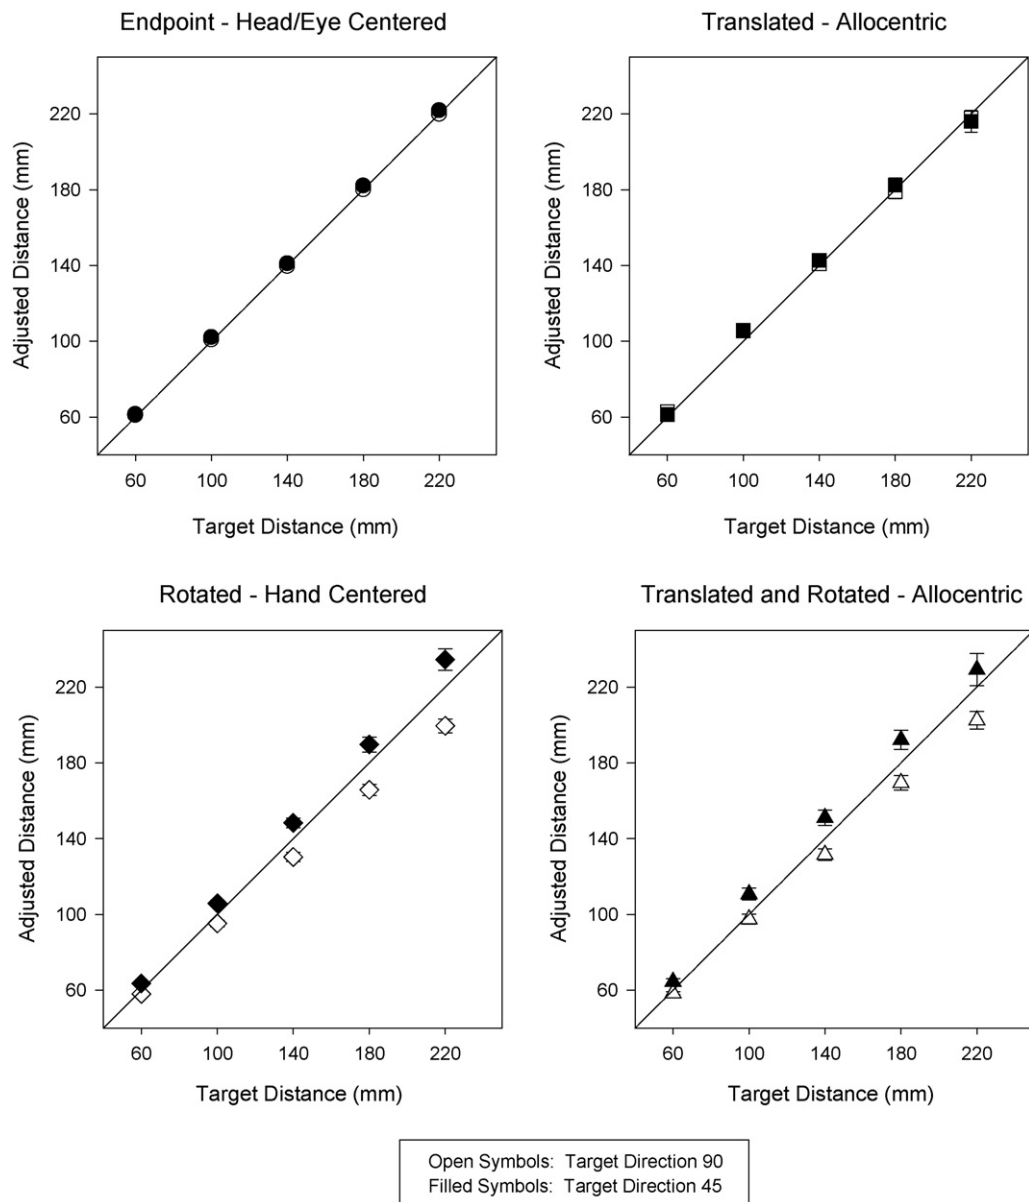 Endpoint - Head/Eye Centered
Translated - Allocentric
220
180
140
100
60
Adjusted Distance (mm)
60 100 140 180 220
Target Distance (mm)
220
180
140
100
60
Adjusted Distance (mm)
60 100 140 180 220
Target Distance (mm)
Rotated - Hand Centered
Translated and Rotated - Allocentric
220
180
140
100
60
Adjusted Distance (mm)
60 100 140 180 220
Target Distance (mm)
220
180
140
100
60
Adjusted Distance (mm)
60 100 140 180 220
Target Distance (mm)
Open Symbols: Target Direction 90
Filled Symbols: Target Direction 45